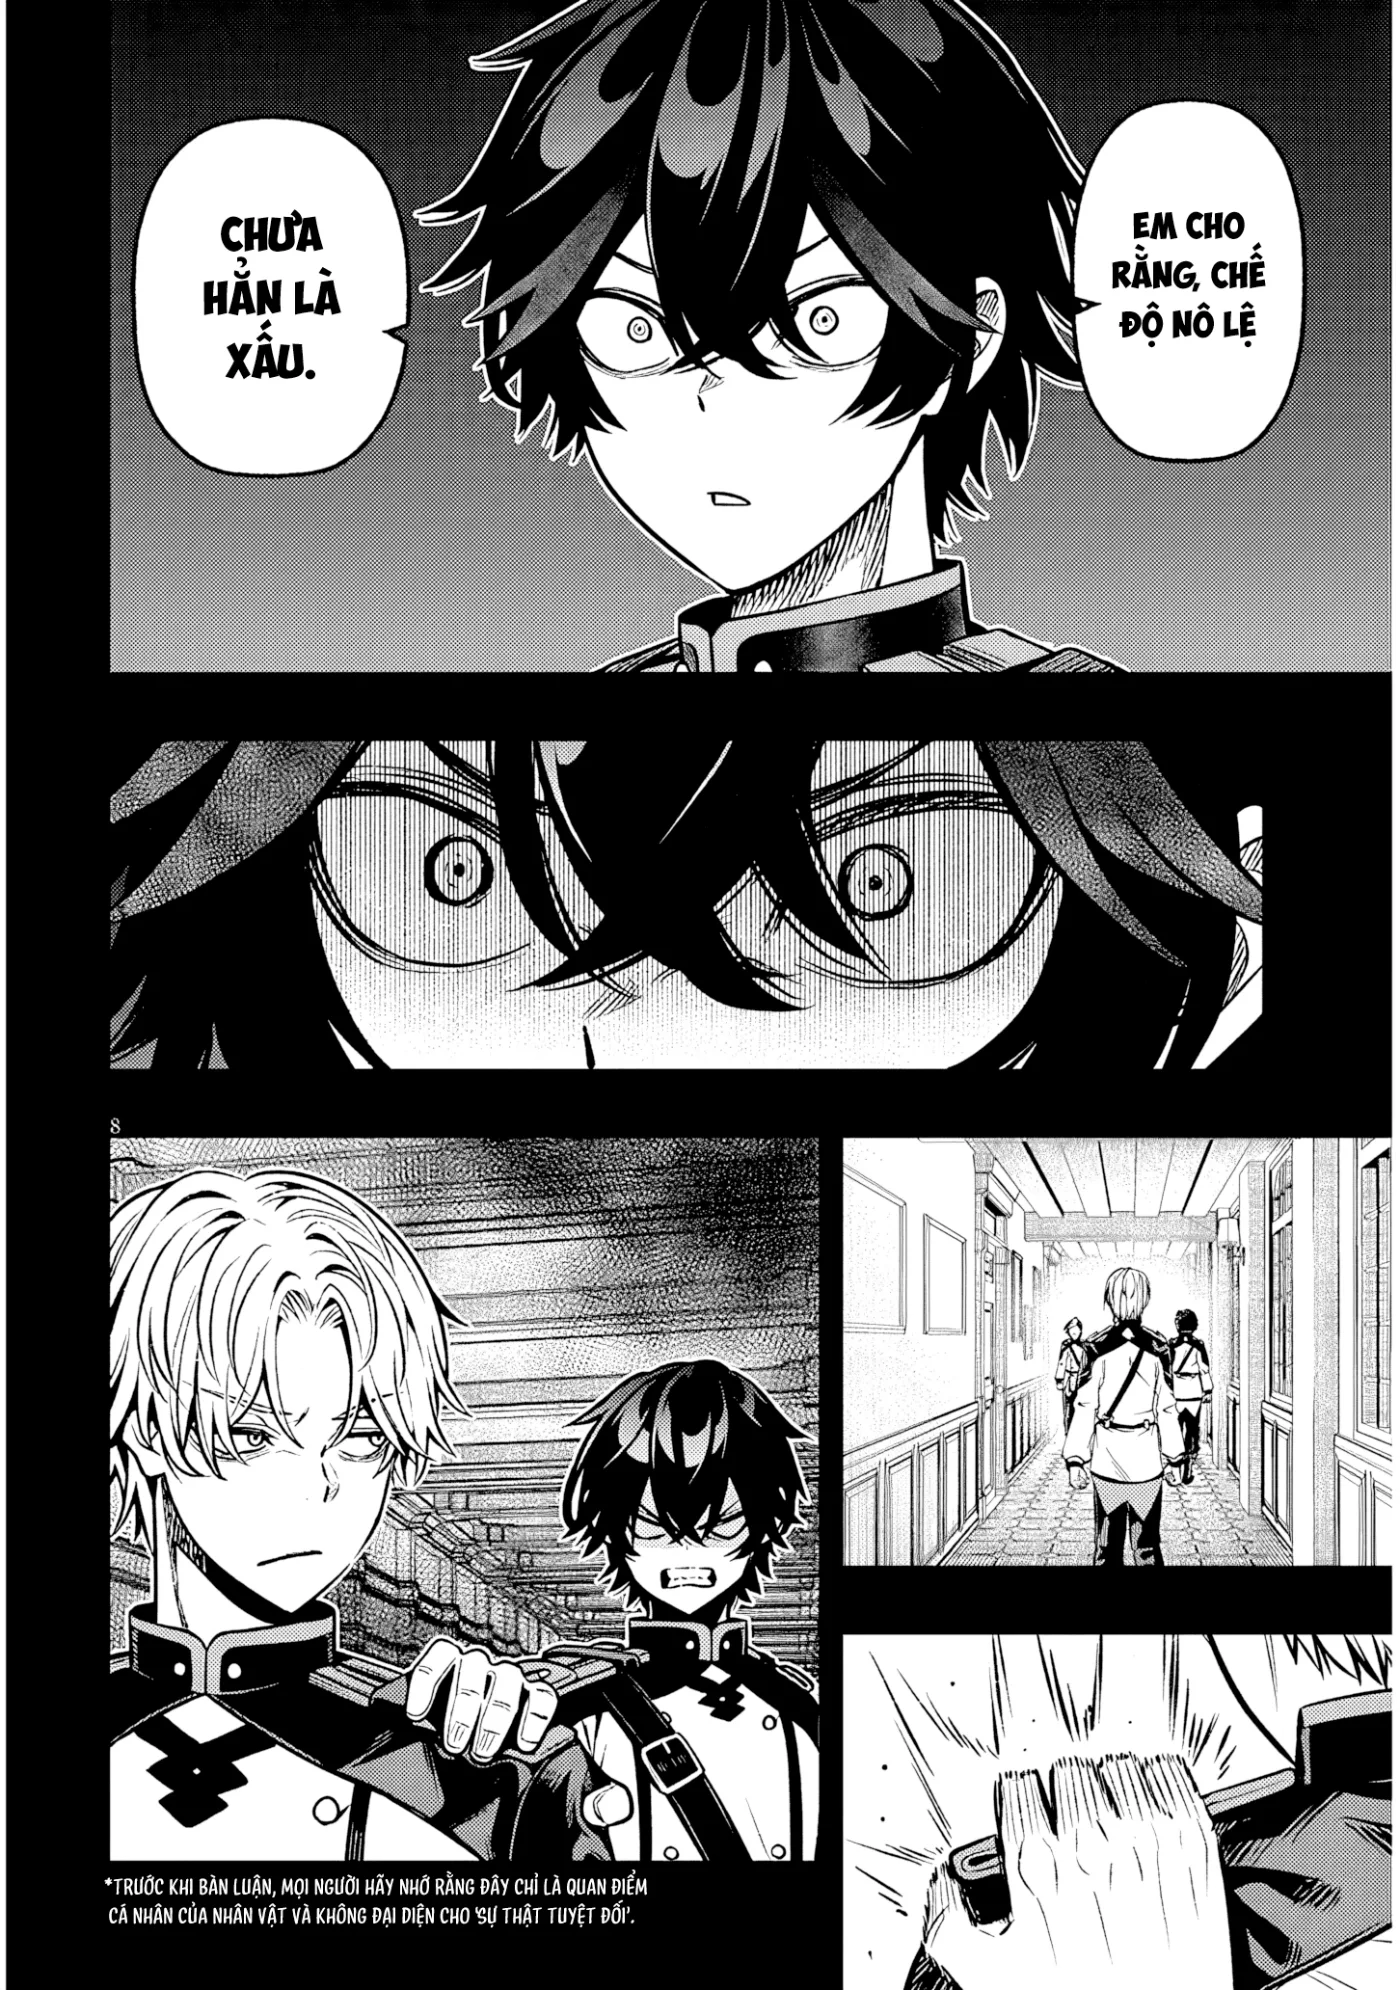 EM CHO
RẰNG, CHẾ
ĐỘ NÔ LỆ
CHƯA
HẲN LÀ
XẤU.
8
*TRƯỚC KHI BÀN LUẬN, MỌI NGƯỜI HÃY NHỚ RẰNG ĐÂY CHỈ LÀ QUAN ĐIỂM
CÁ NHÂN CỦA NHÂN VẬT VÀ KHÔNG ĐẠI DIỆN CHO 'SỰ THẬT TUYỆT ĐỐI'.